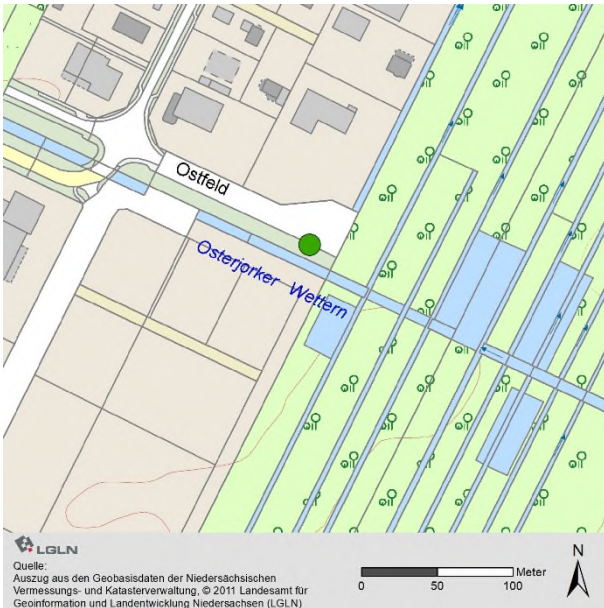 Ostfeld
Osterjorker Wettern
LGLN
Quelle:
Auszug aus den Geobasisdaten der Niedersächsischen
Vermessungs- und Katasterverwaltung, © 2011 Landesamt für
Geoinformation und Landentwicklung Niedersachsen (LGLN)
Meter
0 50 100
N